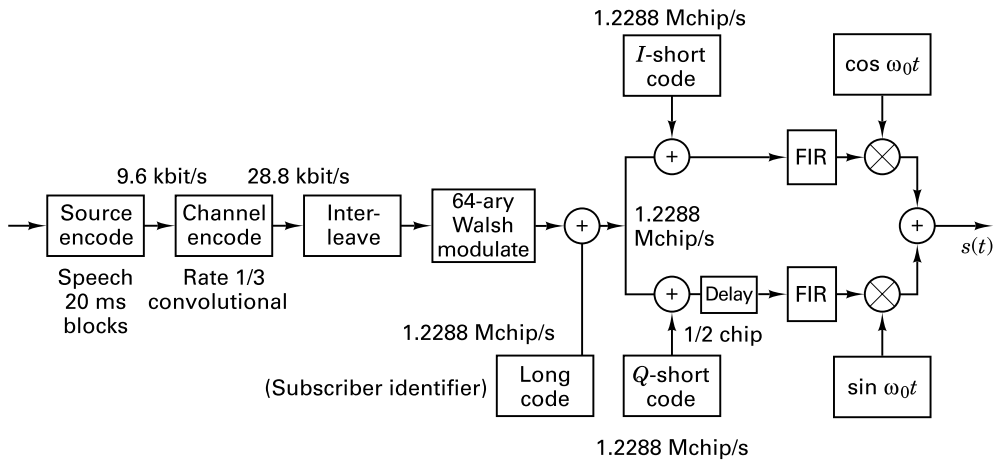 1.2288 Mchip/s
I-short
code
cos ω₀t
+
FIR
9.6 kbit/s
28.8 kbit/s
Source
encode
Channel
encode
Inter-
leave
64-ary
Walsh
modulate
+
1.2288
Mchip/s
+
s(t)
Speech
20 ms
blocks
Rate 1/3
convolutional
+
Delay
FIR
1/2 chip
1.2288 Mchip/s
(Subscriber identifier)
Long
code
Q-short
code
sin ω₀t
1.2288 Mchip/s